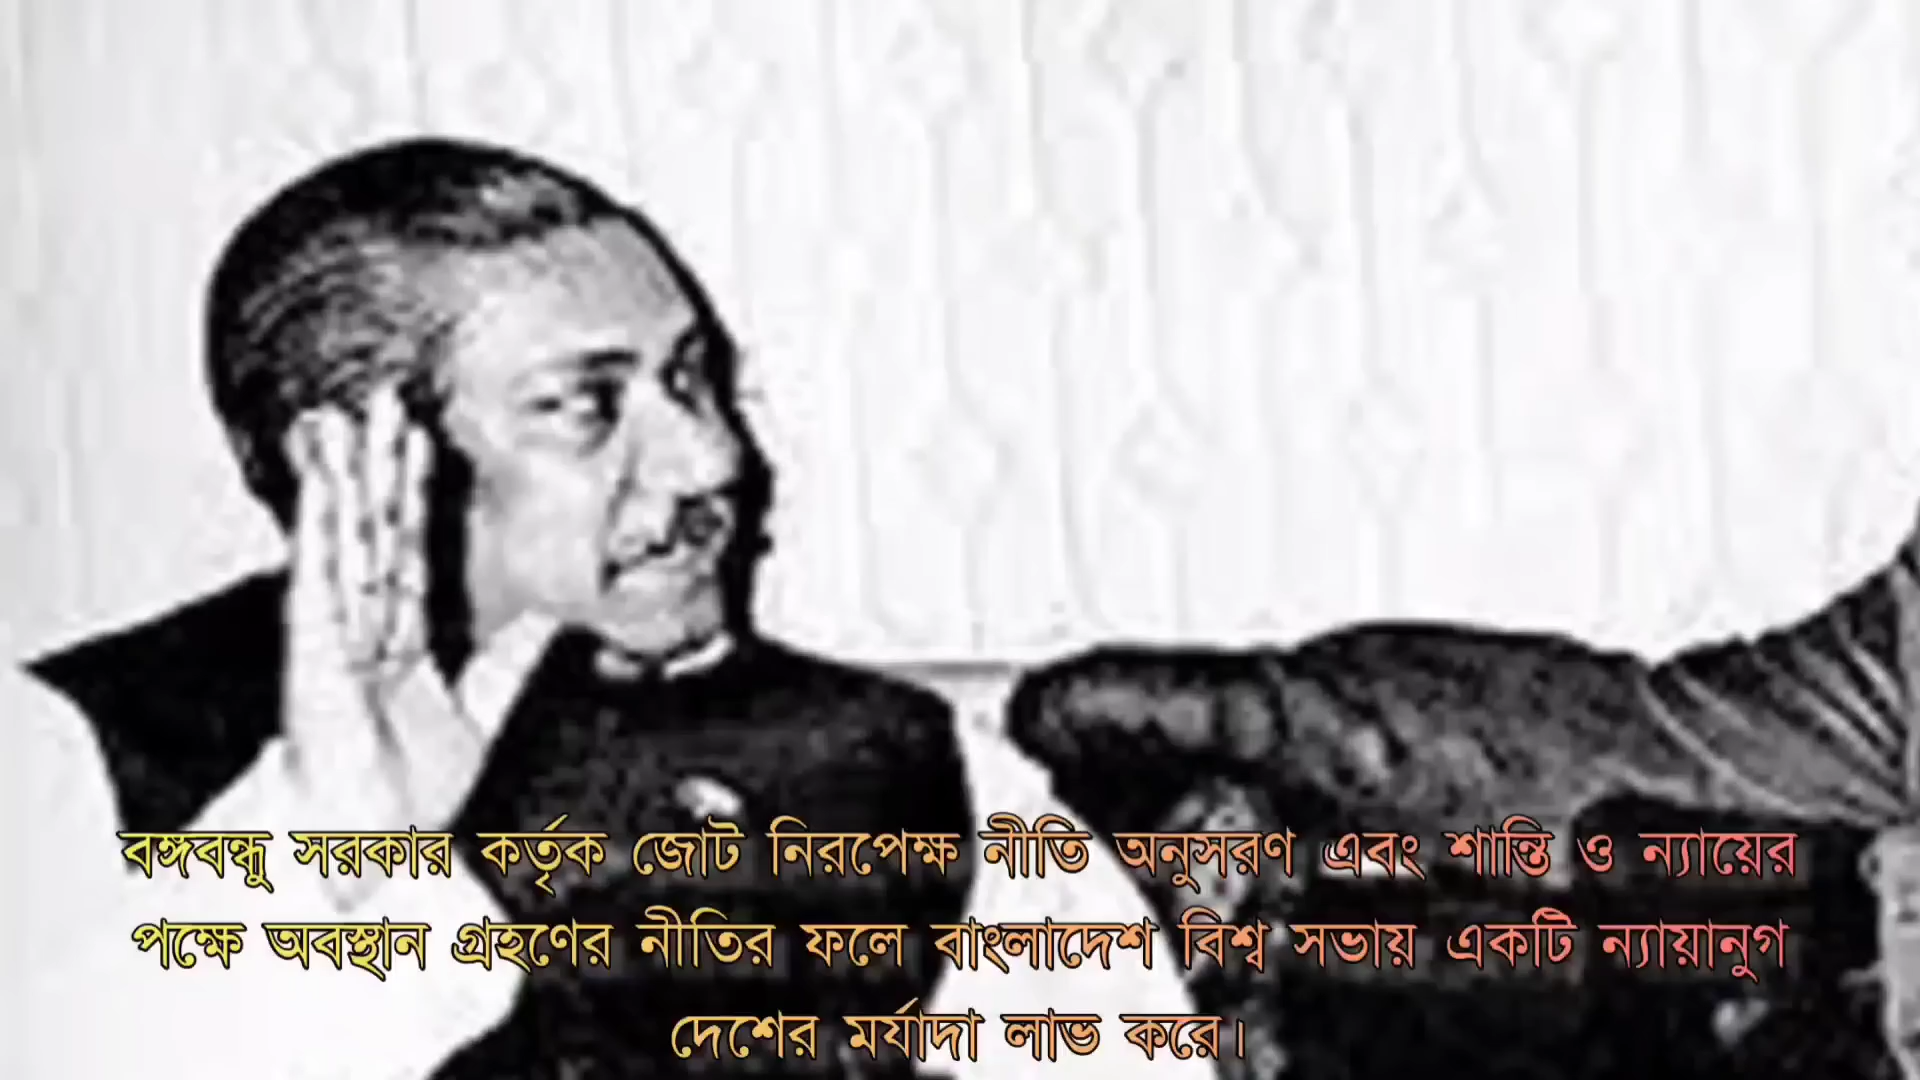 বঙ্গবন্ধু সরকার কর্তৃক জোট নিরপেক্ষ নীতি অনুসরণ এবং শান্তি ও ন্যায়ের
পক্ষে অবস্থান গ্রহণের নীতির ফলে বাংলাদেশ বিশ্ব সভায় একটি ন্যায়ানুগ
দেশের মর্যাদা লাভ করে।